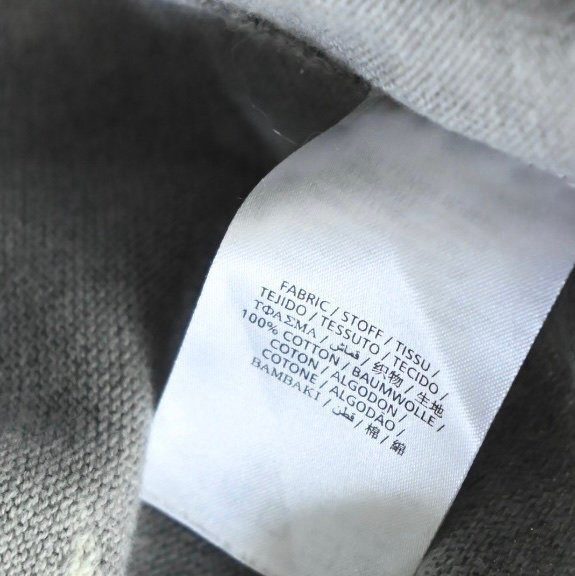 FABRIC / STOFF / TISSU /
TEJIDO / TESSUTO / TECIDO /
ΤΦΑΣΜΑ / قماش / 织物 / 生地
100% COTTON / BAUMWOLLE /
COTON / ALGODON /
COTONE / ALGODÃO /
BAMBAKI / قطن / 棉 / 綿